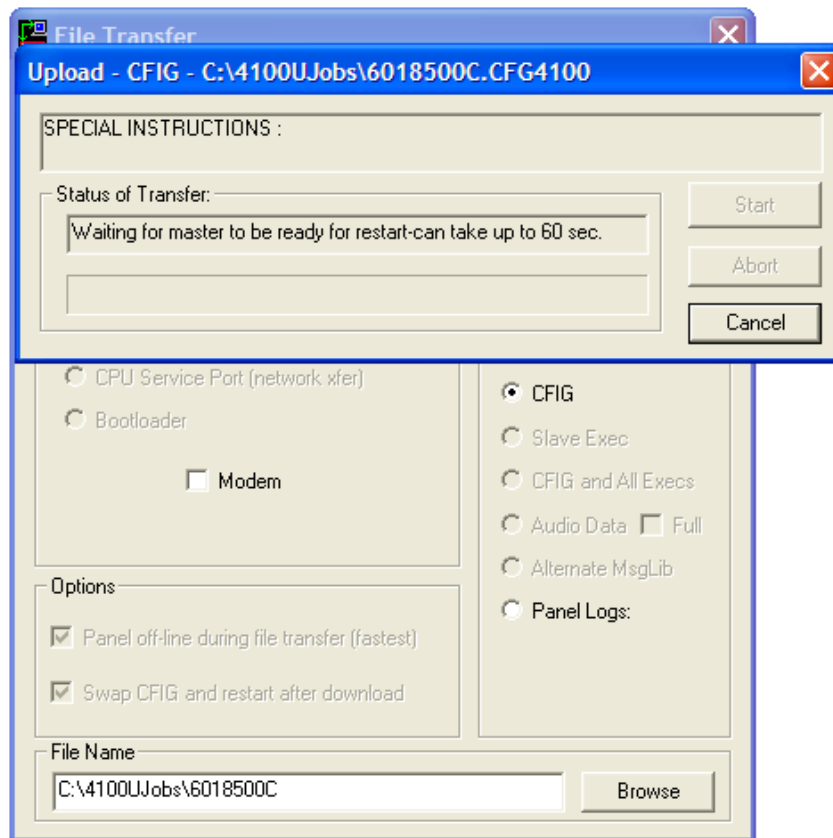 File Transfer
Upload - CFIG - C:\4100UJobs\6018500C.CFG4100
SPECIAL INSTRUCTIONS :
Status of Transfer:
Waiting for master to be ready for restart-can take up to 60 sec.
Start
Abort
Cancel
CPU Service Port (network xfer)
Bootloader
Modem
CFIG
Slave Exec
CFIG and All Execs
Audio Data
Full
Alternate MsgLib
Panel Logs:
Options
Panel off-line during file transfer (fastest)
Swap CFIG and restart after download
File Name
C:\4100UJobs\6018500C
Browse